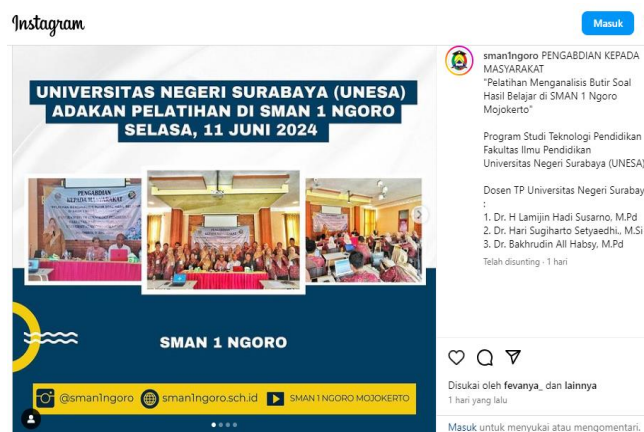 Instagram
Masuk
UNIVERSITAS NEGERI SURABAYA (UNESA)
ADAKAN PELATIHAN DI SMAN 1 NGORO
SELASA, 11 JUNI 2024
PENGABDIAN
KEPADA MASYARAKAT
SMAN 1 NGORO
@sman1ngoro
sman1ngoro.sch.id
SMAN 1 NGORO MOJOKERTO
sman1ngoro PENGABDIAN KEPADA
MASYARAKAT
"Pelatihan Menganalisis Butir Soal
Hasil Belajar di SMAN 1 Ngoro
Mojokerto"
Program Studi Teknologi Pendidikan
Fakultas Ilmu Pendidikan
Universitas Negeri Surabaya (UNESA)
Dosen TP Universitas Negeri Surabay
:
1. Dr. H Lamijin Hadi Susarno, M.Pd
2. Dr. Hari Sugiharto Setyaedhi,, M.Si
3. Dr. Bakhrudin All Habsy, M.Pd
Telah disunting · 1 hari
Disukai oleh fevanya_ dan lainnya
1 hari yang lalu
Masuk untuk menyukai atau mengomentari.